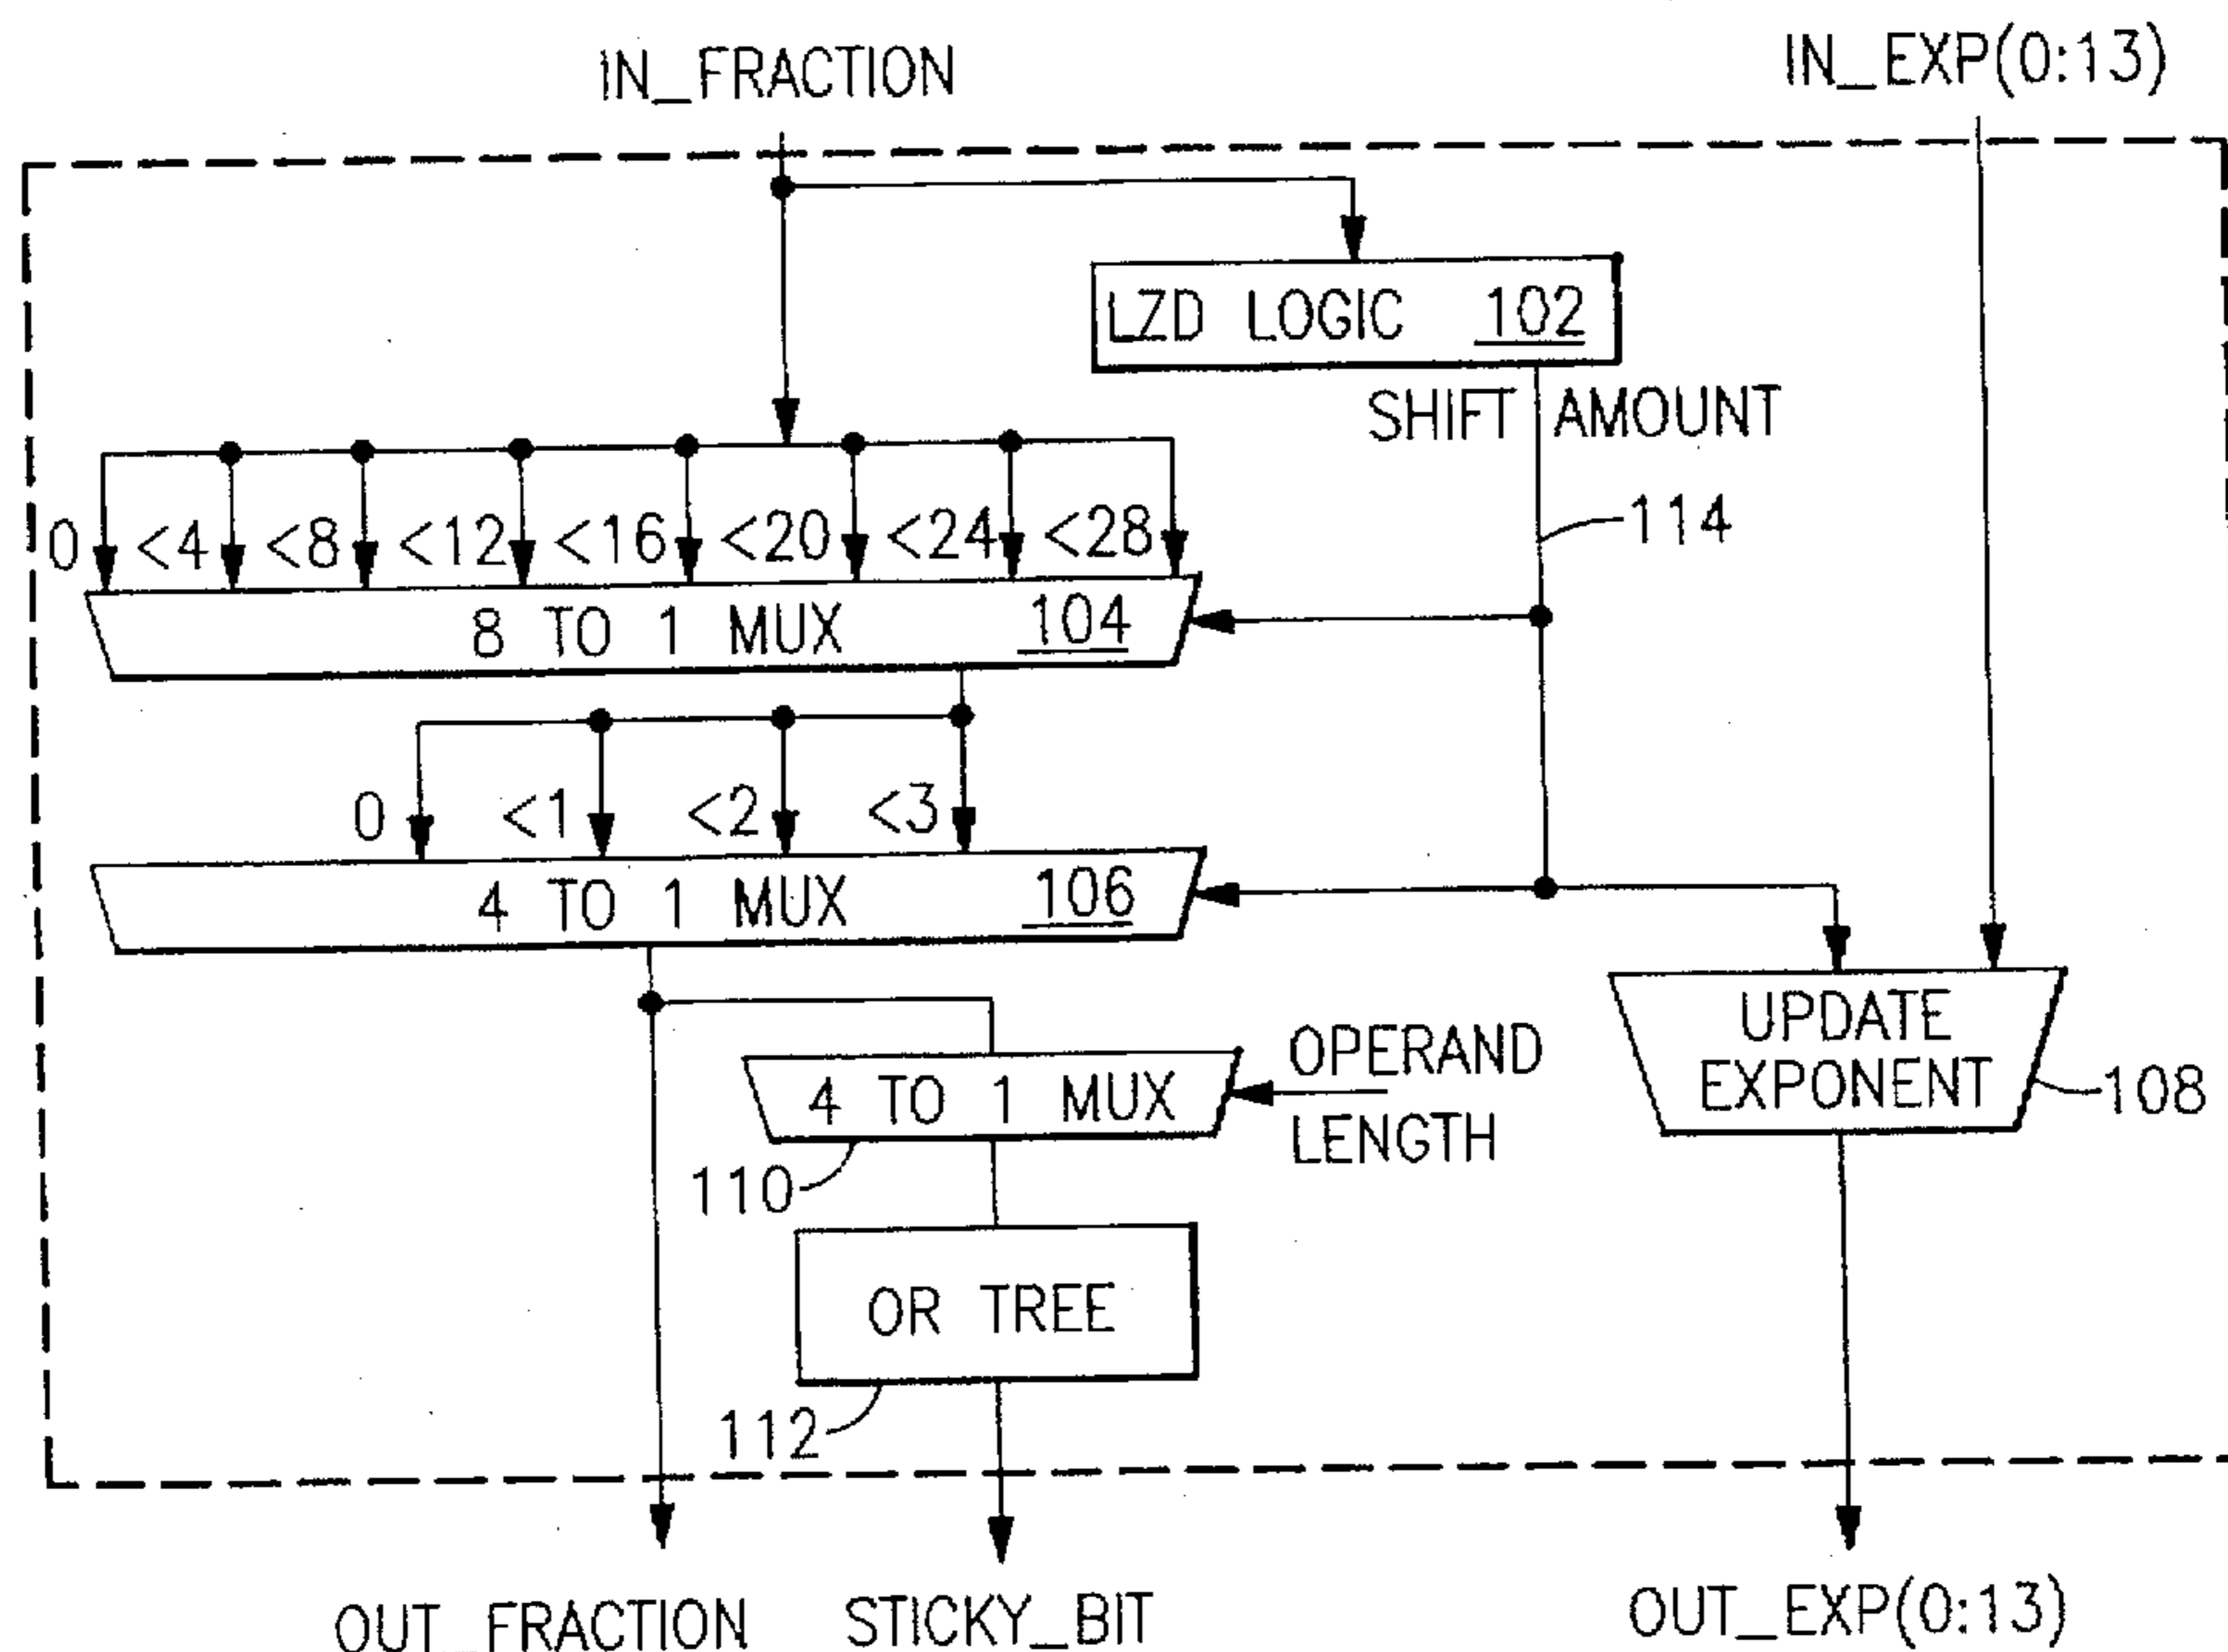 IN_FRACTION
IN_EXP(0:13)
LZD LOGIC 102
SHIFT AMOUNT
114
0 <4 <8 <12 <16 <20 <24 <28
8 TO 1 MUX 104
0 <1 <2 <3
4 TO 1 MUX 106
UPDATE
EXPONENT
108
4 TO 1 MUX
OPERAND
LENGTH
110
OR TREE
112
OUT_FRACTION
STICKY_BIT
OUT_EXP(0:13)